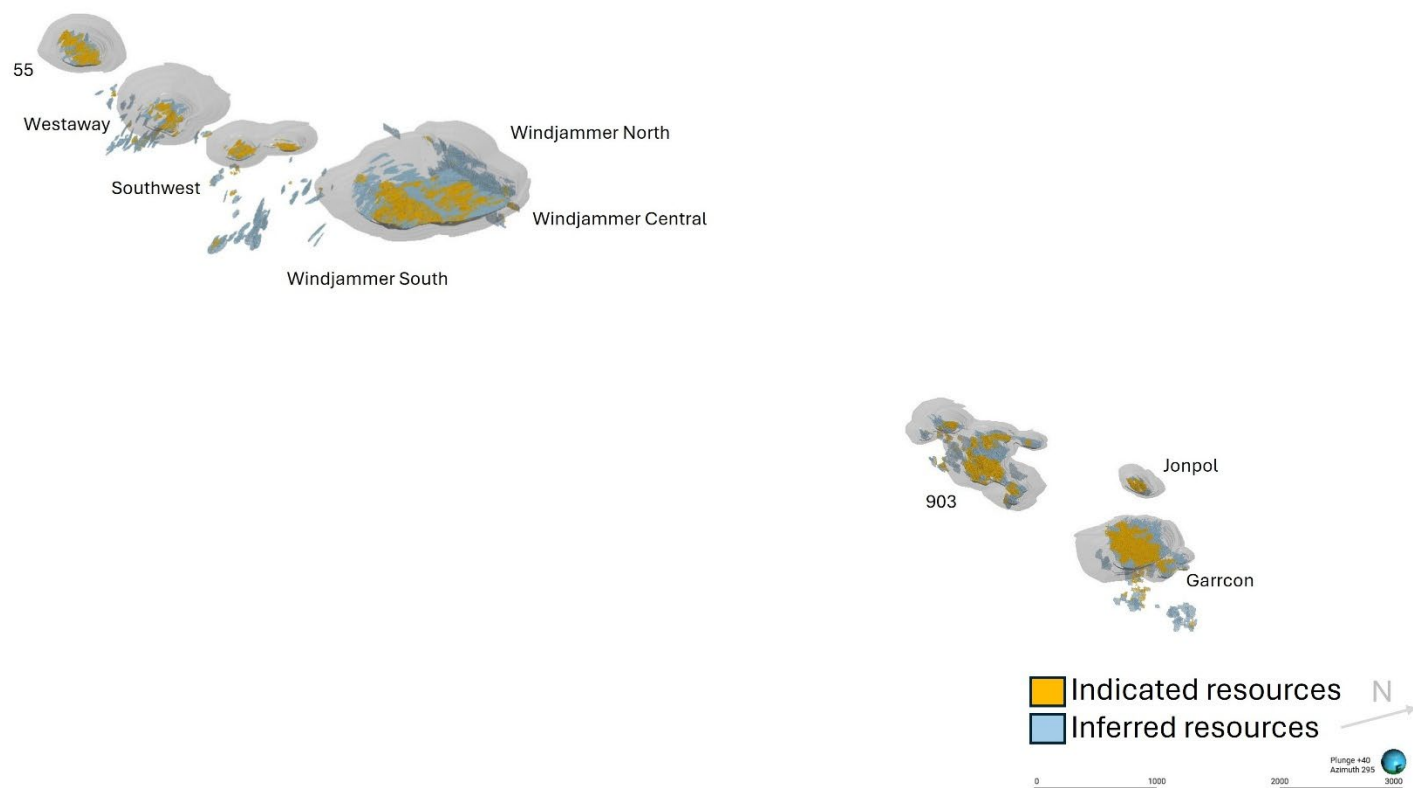 55
Westaway
Southwest
Windjammer North
Windjammer Central
Windjammer South
903
Jonpol
Garrcon
Indicated resources
Inferred resources
N
Plunge +40
Azimuth 295
0 1000 2000 3000